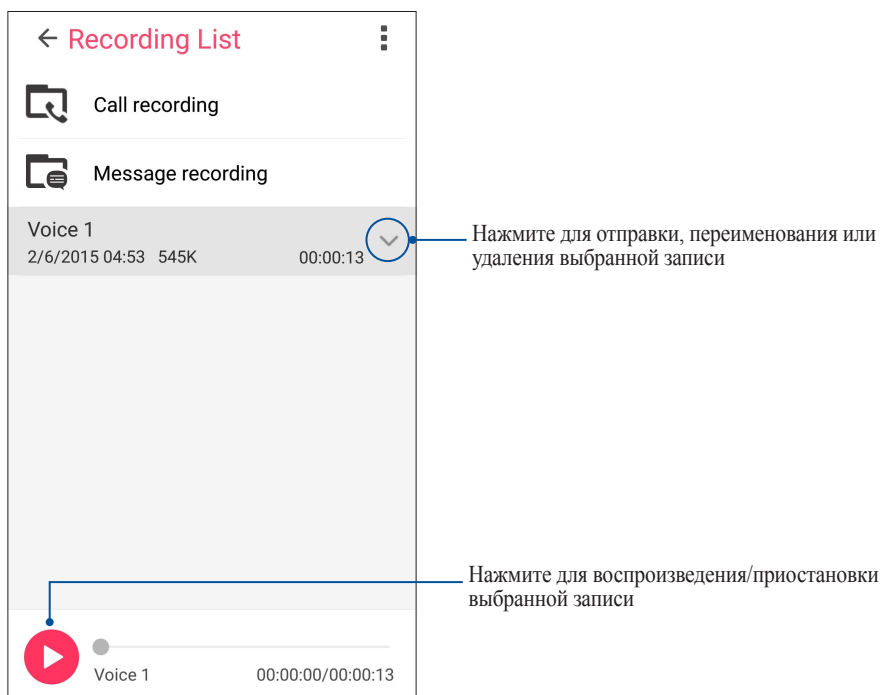 Recording List
Call recording
Message recording
Voice 1
2/6/2015 04:53 545K 00:00:13
Нажмите для отправки, переименования или
удаления выбранной записи
Нажмите для воспроизведения/приостановки
выбранной записи
Voice 1 00:00:00/00:00:13